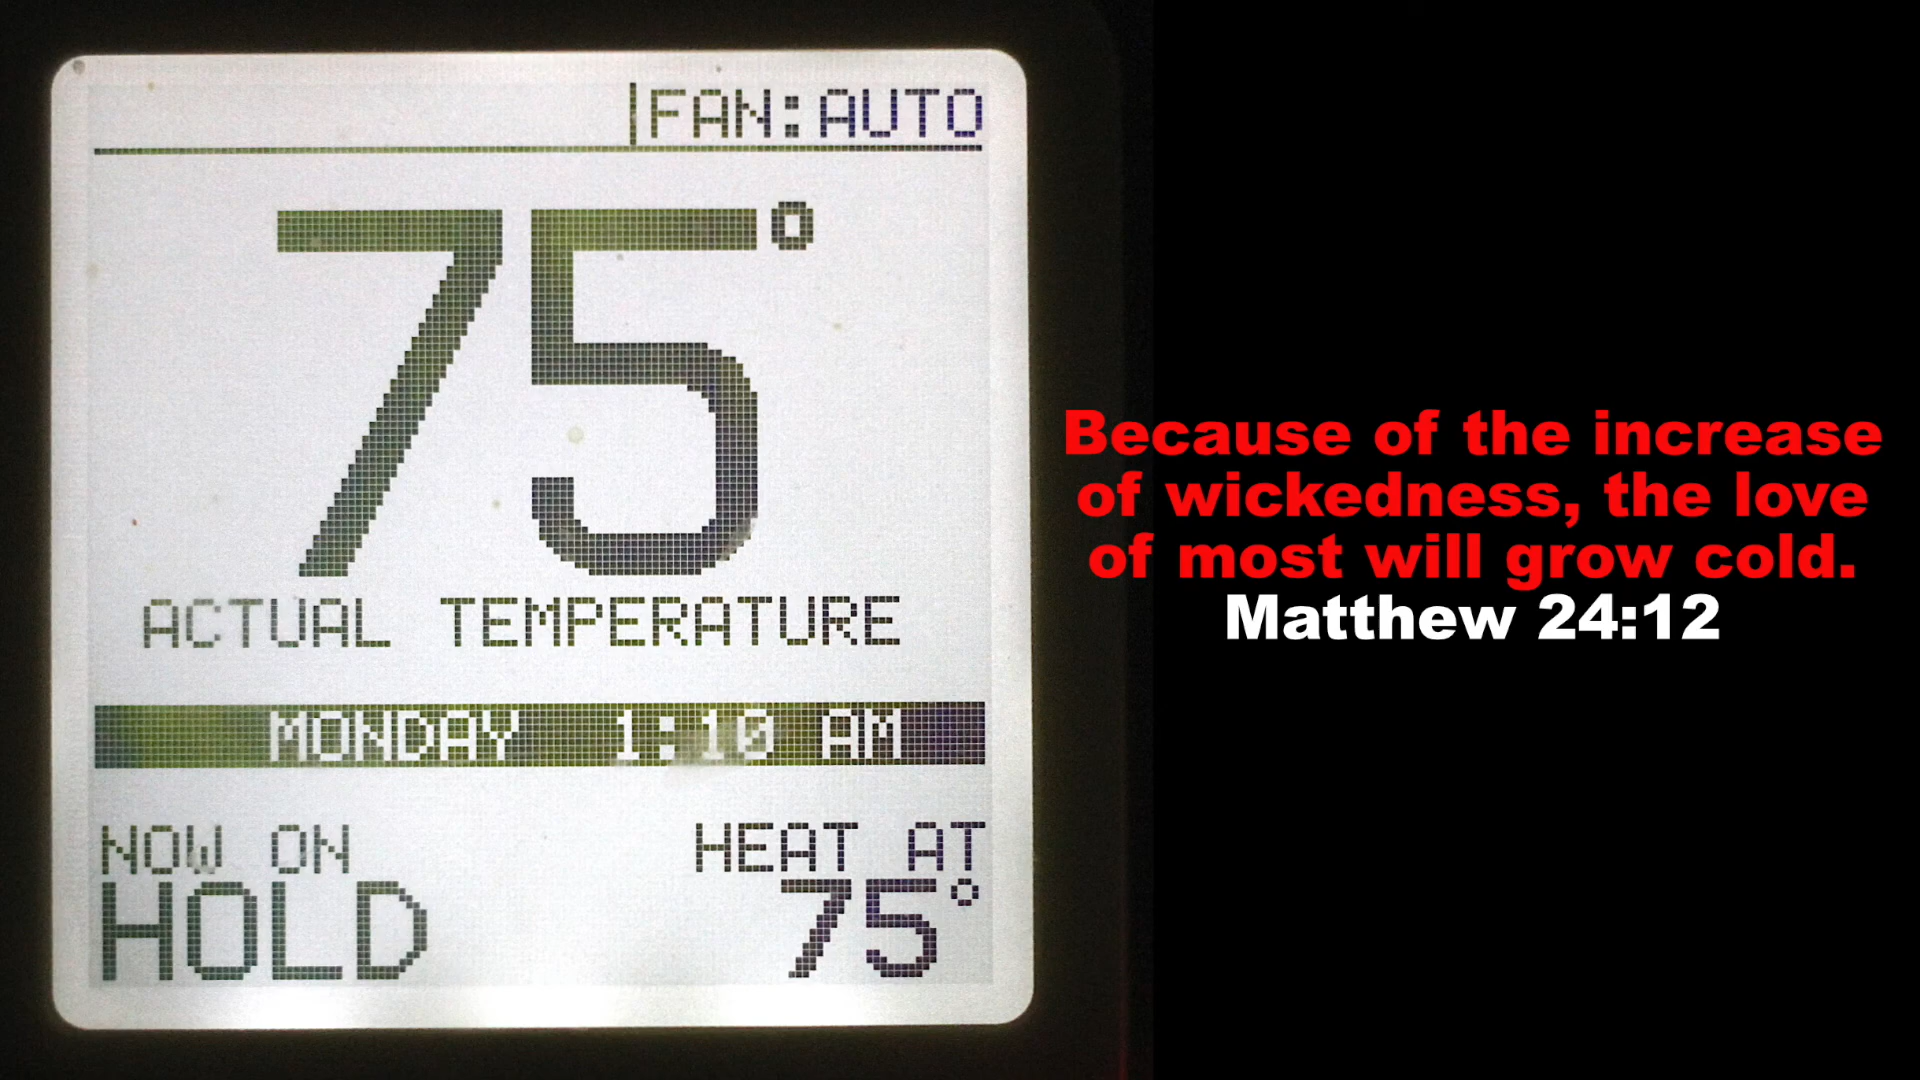 FAN:AUTO
75°
ACTUAL TEMPERATURE
MONDAY 1:10 AM
NOW ON
HOLD
HEAT AT
75°
Because of the increase
of wickedness, the love
of most will grow cold.
Matthew 24:12